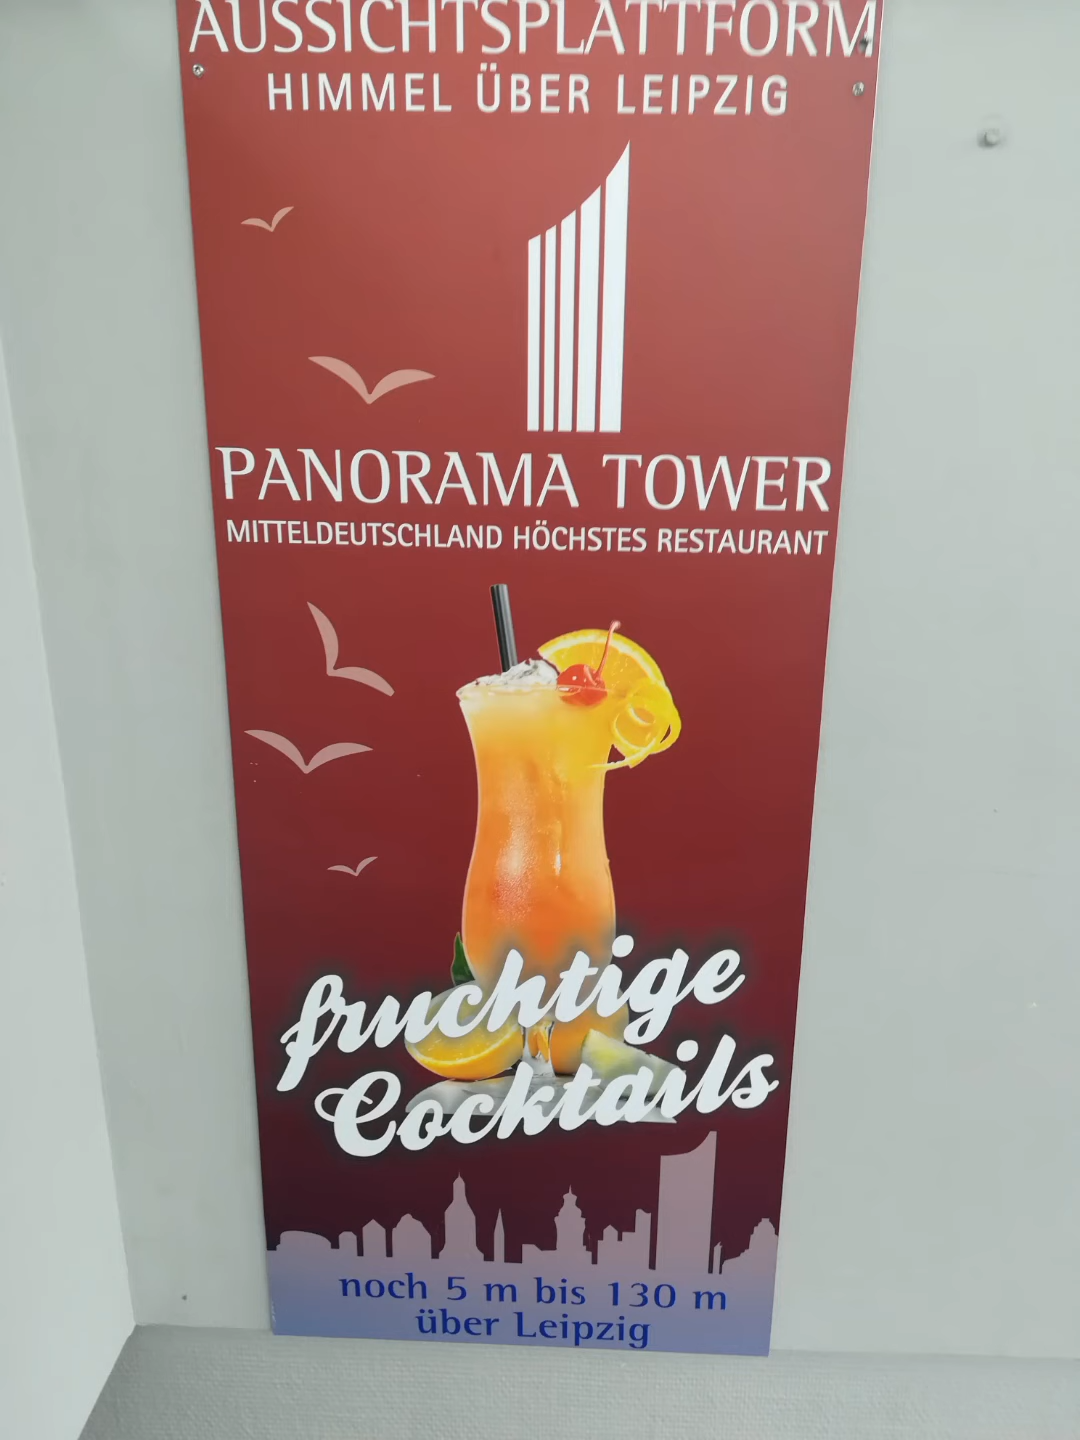 AUSSICHTSPLATTFORM
HIMMEL ÜBER LEIPZIG
PANORAMA TOWER
MITTELDEUTSCHLAND HÖCHSTES RESTAURANT
fruchtige
Cocktails
noch 5 m bis 130 m
über Leipzig